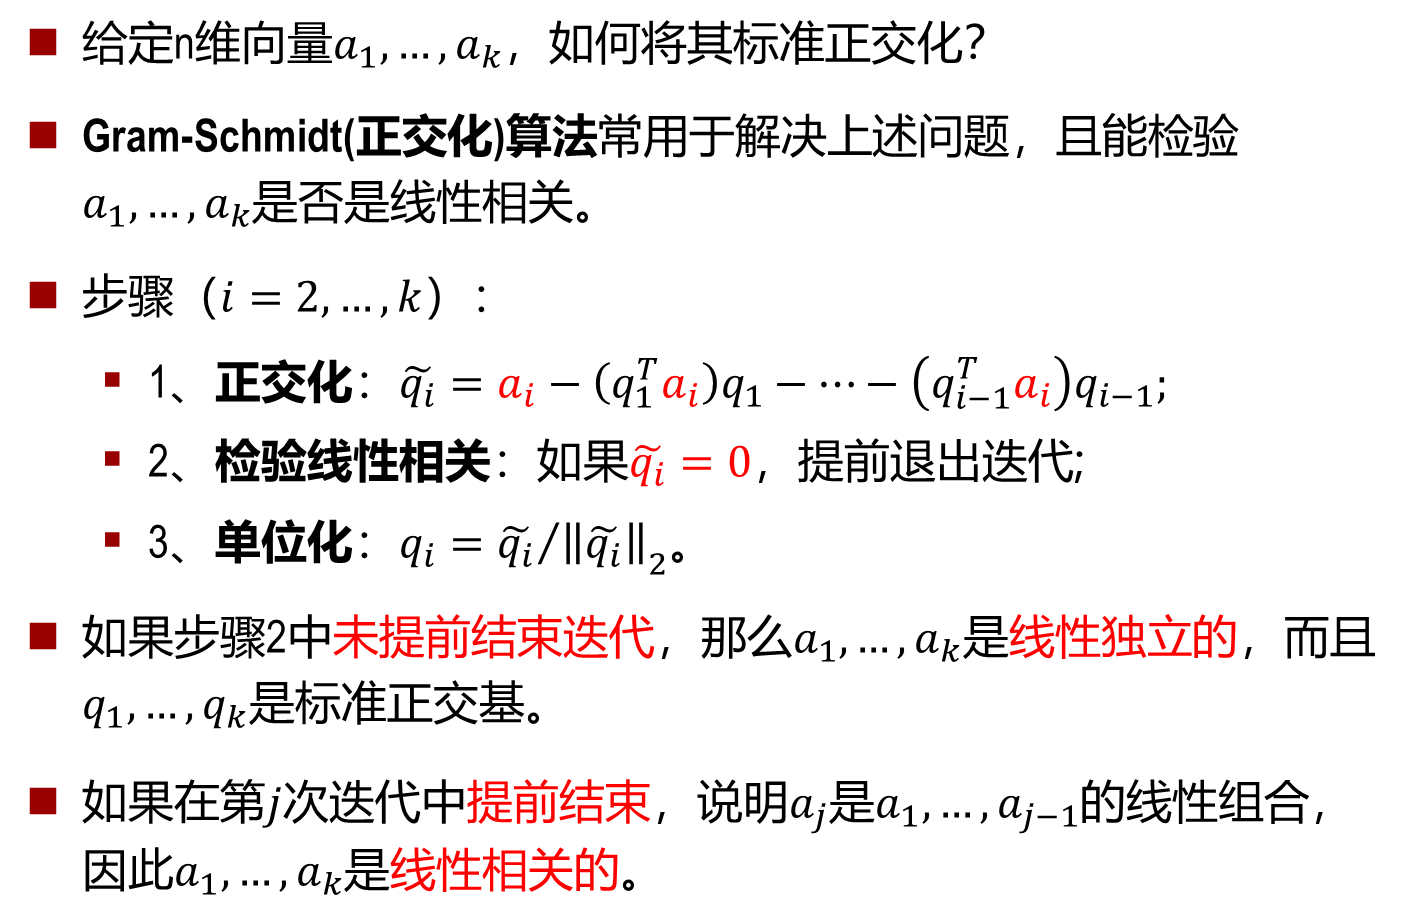 给定n维向量𝑎₁, … , 𝑎ₖ，如何将其标准正交化？
Gram-Schmidt(正交化)算法常用于解决上述问题，且能检验
𝑎₁, … , 𝑎ₖ是否是线性相关。
步骤（𝑖 = 2, … , 𝑘）：
1、正交化：q̃ᵢ = aᵢ − (q₁ᵀaᵢ)q₁ − ⋯ − (qᵢ₋₁ᵀaᵢ)qᵢ₋₁;
2、检验线性相关：如果q̃ᵢ = 0，提前退出迭代;
3、单位化：qᵢ = q̃ᵢ/‖q̃ᵢ‖₂。
如果步骤2中未提前结束迭代，那么𝑎₁, … , 𝑎ₖ是线性独立的，而且
𝑞₁, … , 𝑞ₖ是标准正交基。
如果在第𝑗次迭代中提前结束，说明𝑎ⱼ是𝑎₁, … , 𝑎ⱼ₋₁的线性组合，
因此𝑎₁, … , 𝑎ₖ是线性相关的。